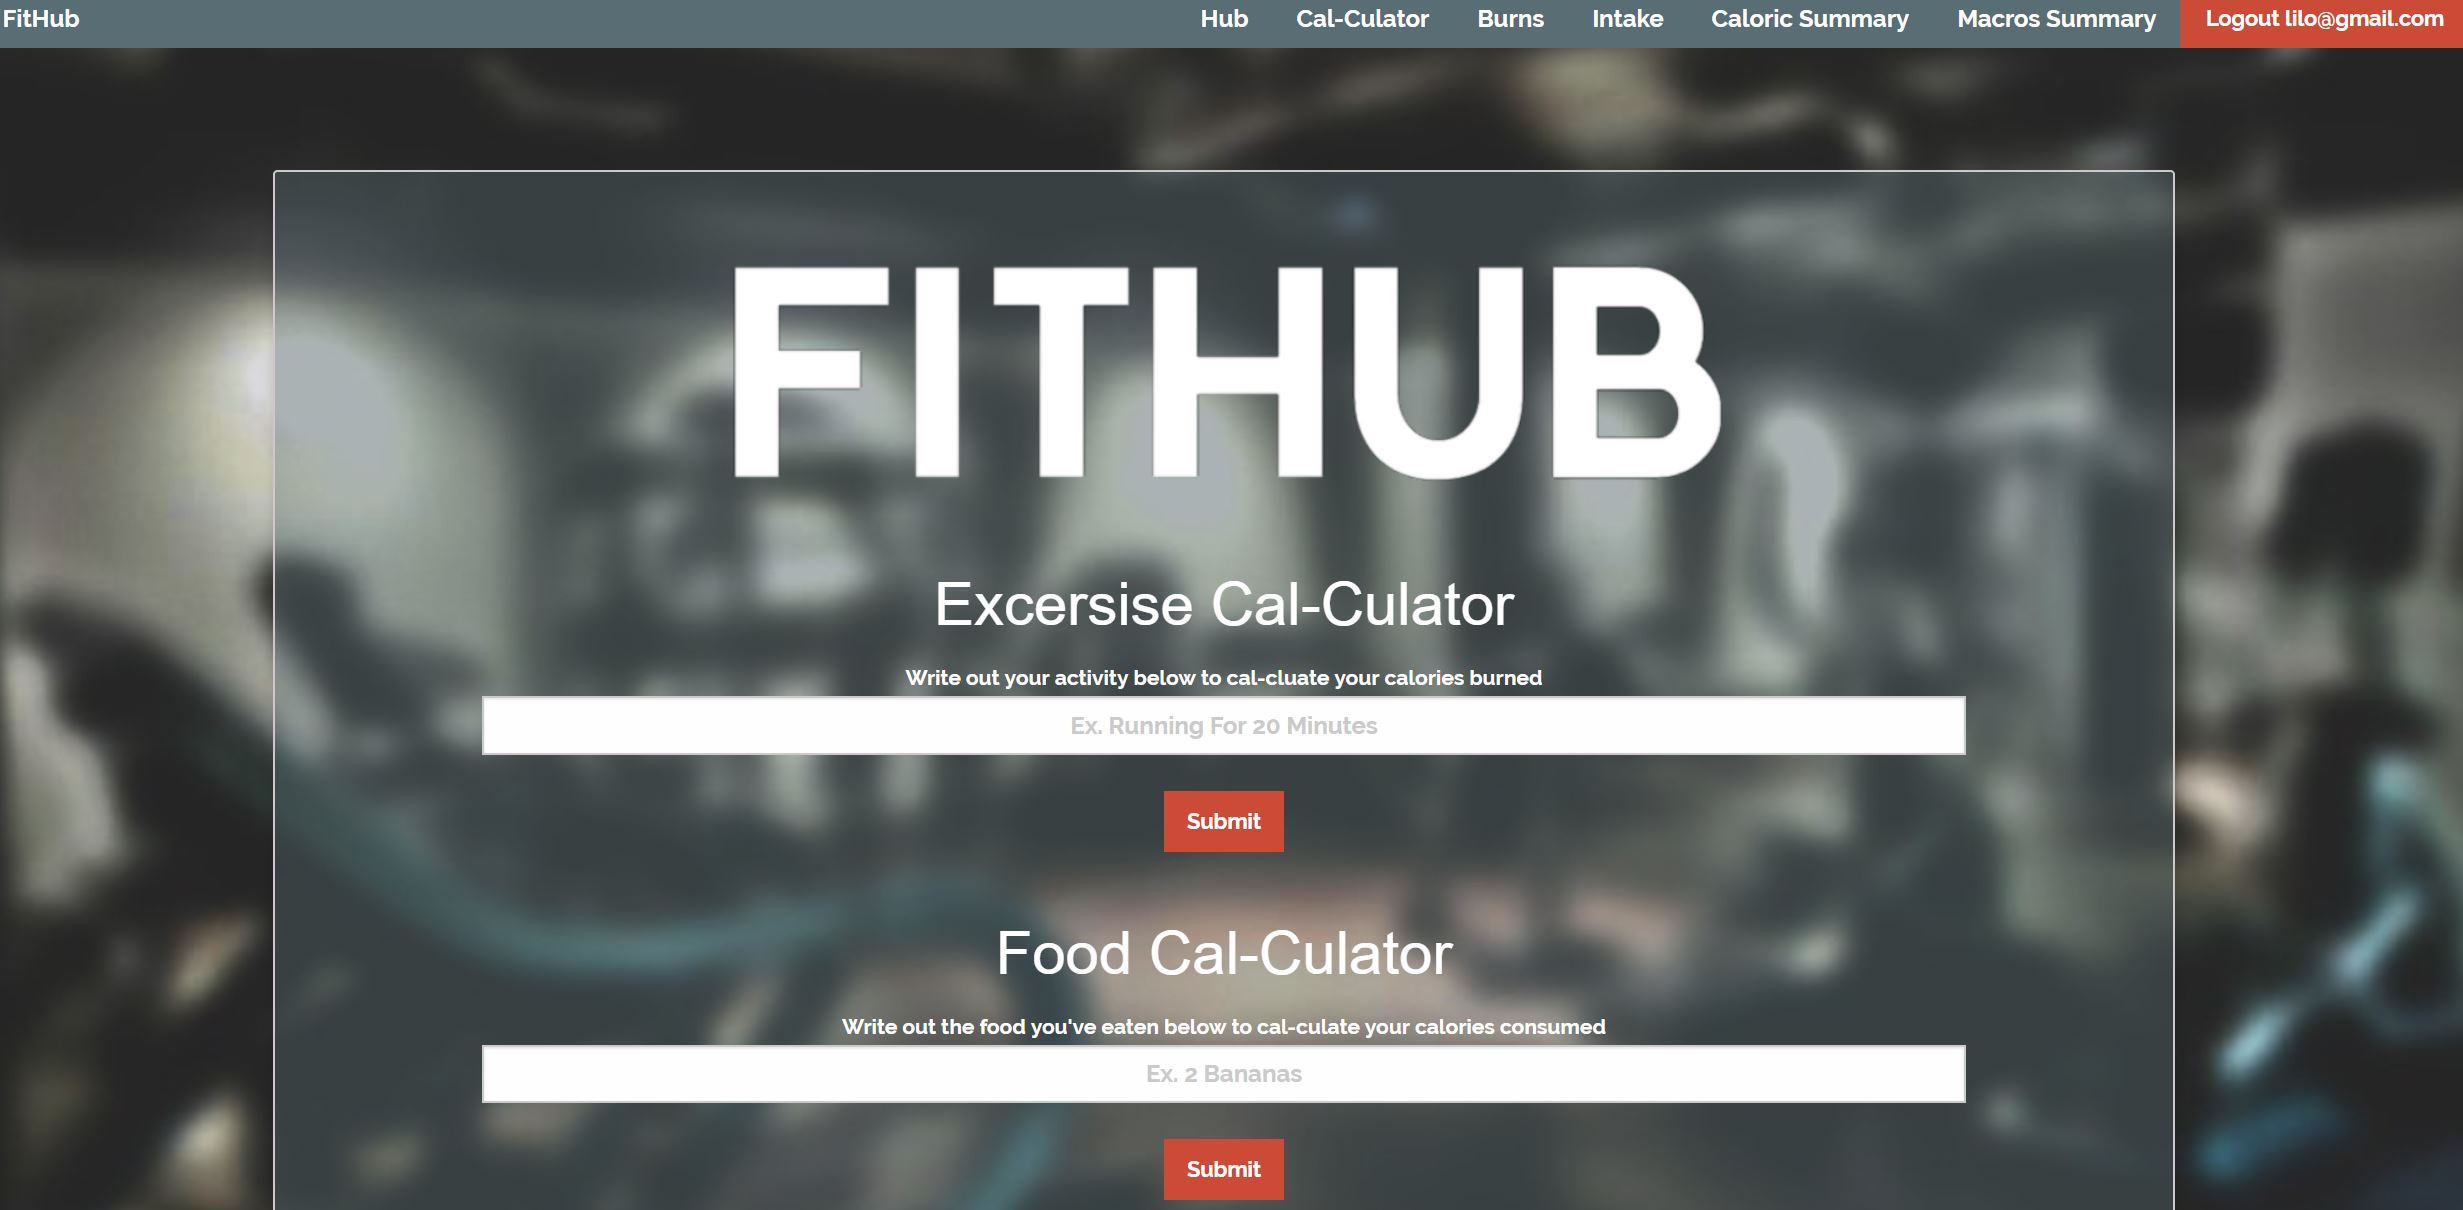 FitHub Hub Cal-Culator Burns Intake Caloric Summary Macros Summary Logout lilo@gmail.com
FITHUB
Excersise Cal-Culator
Write out your activity below to cal-cluate your calories burned
Ex. Running For 20 Minutes
Submit
Food Cal-Culator
Write out the food you've eaten below to cal-culate your calories consumed
Ex. 2 Bananas
Submit